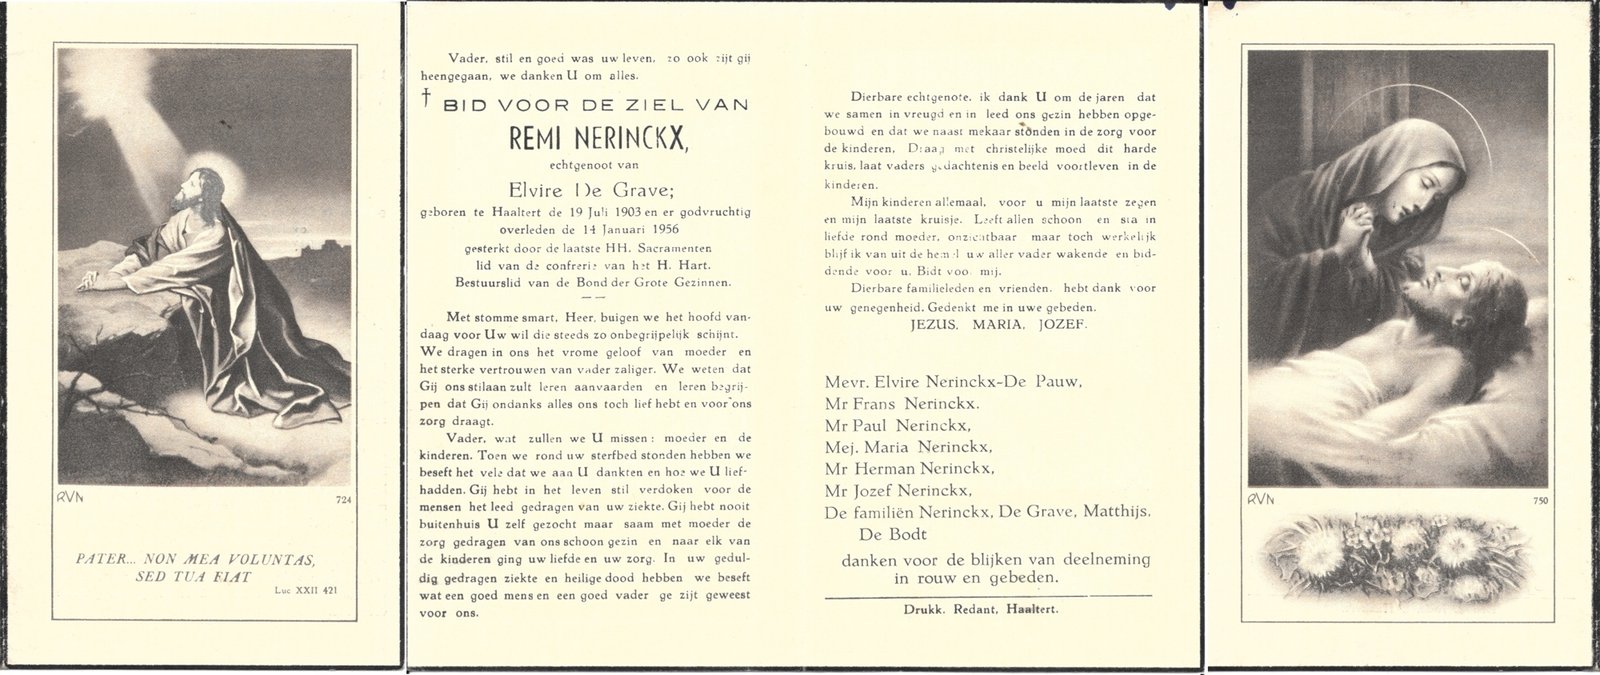 RVN
724
PATER... NON MEA VOLUNTAS,
SED TUA FIAT
Luc XXII 421
Vader, stil en goed was uw leven, zo ook zijt gij
heengegaan, we danken U om alles.
† BID VOOR DE ZIEL VAN
REMI NERINCKX,
echtgenoot van
Elvire De Grave;
geboren te Haaltert de 19 Juli 1903 en er godvruchtig
overleden de 14 Januari 1956
gesterkt door de laatste HH. Sacramenten
lid van de confrerie van het H. Hart.
Bestuurslid van de Bond der Grote Gezinnen.
Met stomme smart, Heer, buigen we het hoofd van-
daag voor Uw wil die steeds zo onbegrijpelijk schijnt.
We dragen in ons het vrome geloof van moeder en
het sterke vertrouwen van vader zaliger. We weten dat
Gij ons stilaan zult leren aanvaarden en leren begrij-
pen dat Gij ondanks alles ons toch lief hebt en voor ons
zorg draagt.
Vader, wat zullen we U missen: moeder en de
kinderen. Toen we rond uw sterfbed stonden hebben we
beseft het vele dat we aan U dankten en hoe we U lief-
hadden. Gij hebt in het leven stil verdoken voor de
mensen het leed gedragen van uw ziekte. Gij hebt nooit
buitenhuis U zelf gezocht maar saam met moeder de
zorg gedragen van ons schoon gezin en naar elk van
de kinderen ging uw liefde en uw zorg. In uw gedul-
dig gedragen ziekte en heilige dood hebben we beseft
wat een goed mens en een goed vader ge zijt geweest
voor ons.
Dierbare echtgenote, ik dank U om de jaren dat
we samen in vreugd en in leed ons gezin hebben opge-
bouwd en dat we naast mekaar stonden in de zorg voor
de kinderen. Draag met christelijke moed dit harde
kruis, laat vaders gedachtenis en beeld voortleven in de
kinderen.
Mijn kinderen allemaal, voor u mijn laatste zegen
en mijn laatste kruisje. Leeft allen schoon en sta in
liefde rond moeder, onzichtbaar maar toch werkelijk
blijf ik van uit de hemel uw aller vader wakende en bid-
dende voor u. Bidt voor mij.
Dierbare familieleden en vrienden, hebt dank voor
uw genegenheid. Gedenkt me in uwe gebeden.
JEZUS, MARIA, JOZEF.
Mevr. Elvire Nerinckx-De Pauw,
Mr Frans Nerinckx.
Mr Paul Nerinckx,
Mej. Maria Nerinckx,
Mr Herman Nerinckx,
Mr Jozef Nerinckx,
De familiën Nerinckx, De Grave, Matthijs.
De Bodt
danken voor de blijken van deelneming
in rouw en gebeden.
Drukk. Redant, Haaltert.
RVN
750